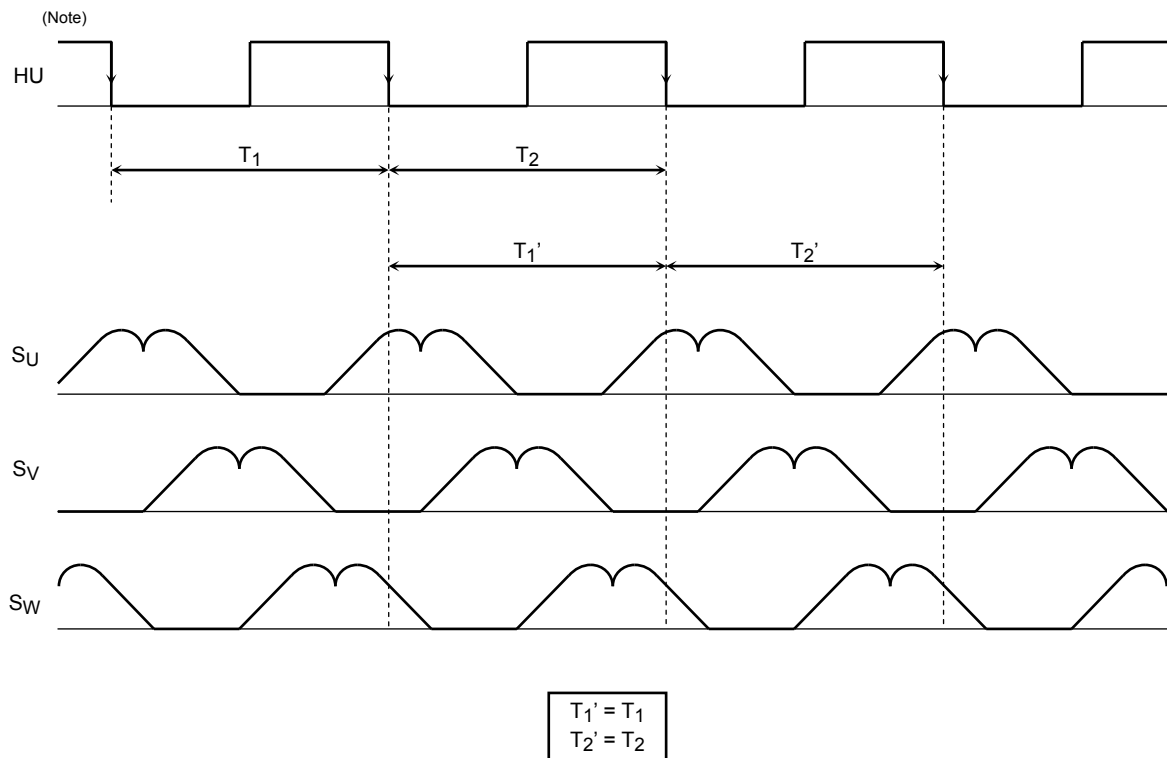 (Note)
HU
T1
T2
T1’
T2’
SU
SV
SW
T1’ = T1
T2’ = T2